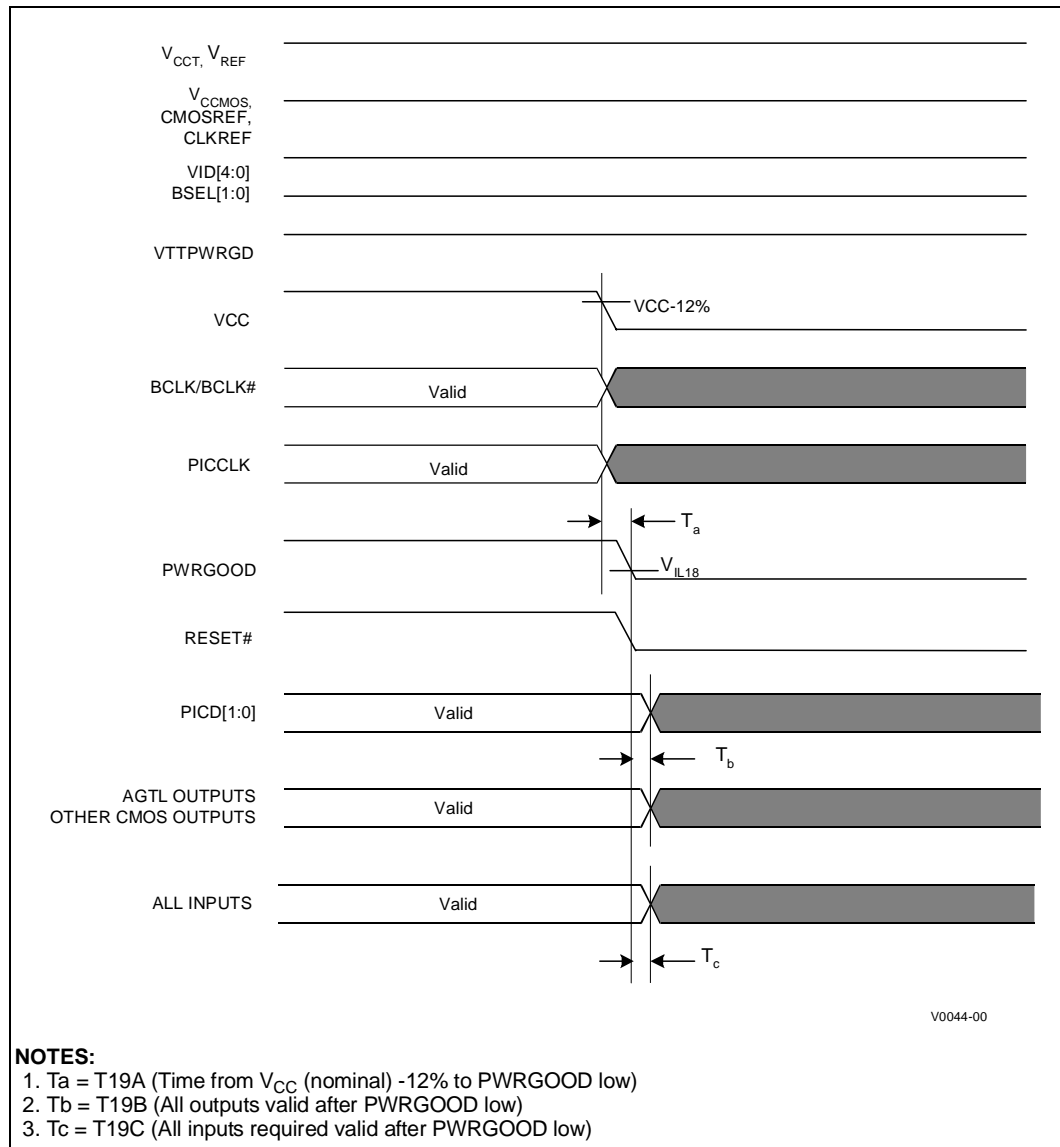 V_CCT, V_REF
V_CCMOS,
CMOSREF,
CLKREF
VID[4:0]
BSEL[1:0]
VTTPWRGD
VCC
VCC-12%
BCLK/BCLK#
Valid
PICCLK
Valid
T_a
PWRGOOD
V_IL18
RESET#
PICD[1:0]
Valid
T_b
AGTL OUTPUTS
OTHER CMOS OUTPUTS
Valid
ALL INPUTS
Valid
T_c
V0044-00
NOTES:
1. Ta = T19A (Time from V_CC (nominal) -12% to PWRGOOD low)
2. Tb = T19B (All outputs valid after PWRGOOD low)
3. Tc = T19C (All inputs required valid after PWRGOOD low)